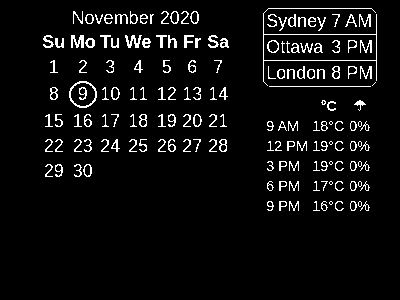 November 2020
Su Mo Tu We Th Fr Sa
1 2 3 4 5 6 7
8 9 10 11 12 13 14
15 16 17 18 19 20 21
22 23 24 25 26 27 28
29 30
Sydney 7 AM
Ottawa 3 PM
London 8 PM
°C ☂
9 AM 18°C 0%
12 PM 19°C 0%
3 PM 19°C 0%
6 PM 17°C 0%
9 PM 16°C 0%